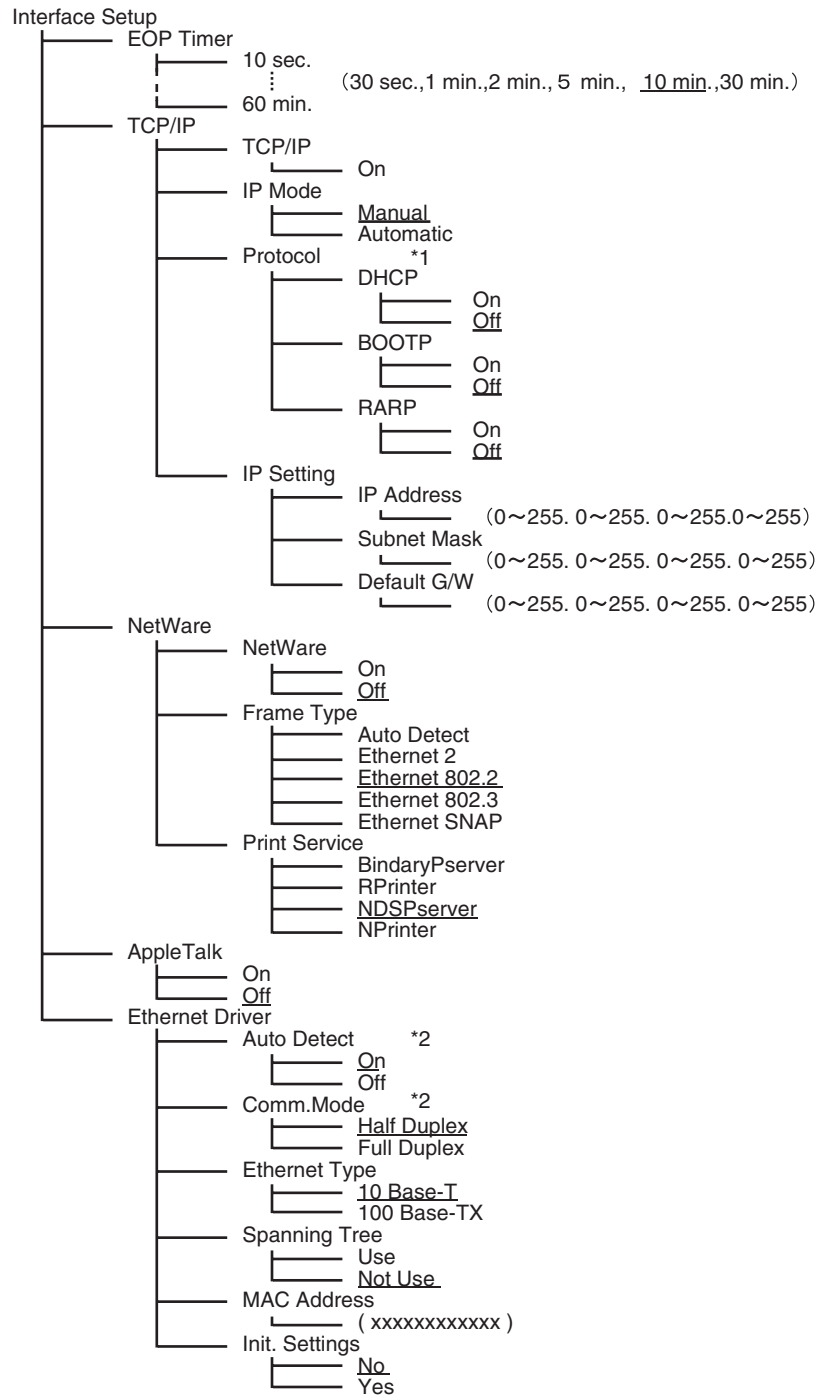 Interface Setup
EOP Timer
10 sec.
(30 sec.,1 min.,2 min., 5 min., 10 min.,30 min.)
60 min.
TCP/IP
TCP/IP
On
IP Mode
Manual
Automatic
Protocol *1
DHCP
On
Off
BOOTP
On
Off
RARP
On
Off
IP Setting
IP Address
(0～255. 0～255. 0～255.0～255)
Subnet Mask
(0～255. 0～255. 0～255. 0～255)
Default G/W
(0～255. 0～255. 0～255. 0～255)
NetWare
NetWare
On
Off
Frame Type
Auto Detect
Ethernet 2
Ethernet 802.2
Ethernet 802.3
Ethernet SNAP
Print Service
BindaryPserver
RPrinter
NDSPserver
NPrinter
AppleTalk
On
Off
Ethernet Driver
Auto Detect *2
On
Off
Comm.Mode *2
Half Duplex
Full Duplex
Ethernet Type
10 Base-T
100 Base-TX
Spanning Tree
Use
Not Use
MAC Address
( xxxxxxxxxxxx )
Init. Settings
No
Yes